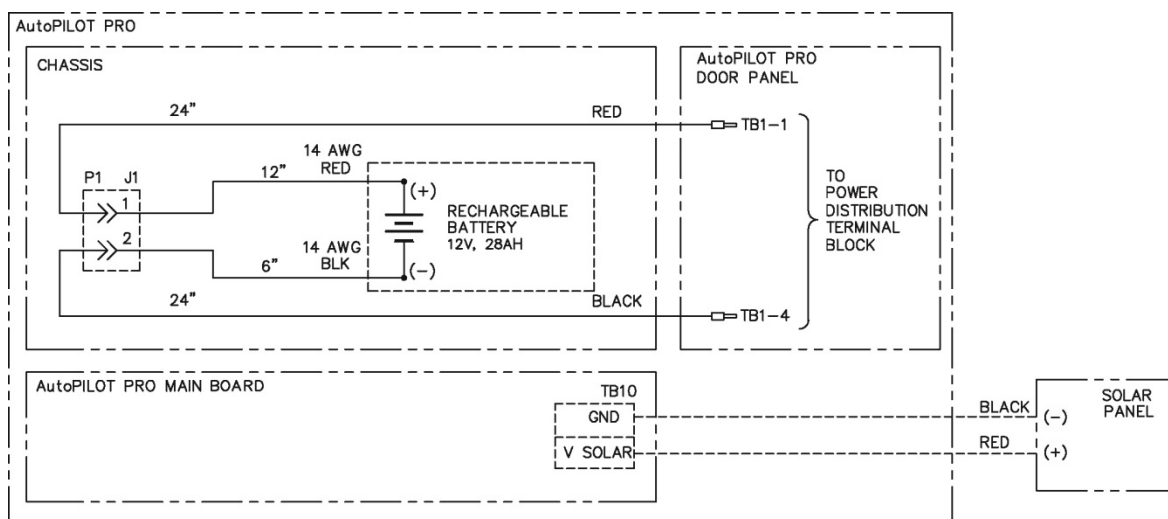 AutoPILOT PRO
CHASSIS
24"
RED
14 AWG
RED
12"
P1 J1
1
2
(+)
RECHARGEABLE
BATTERY
12V, 28AH
14 AWG
BLK
6"
(-)
24"
BLACK
AutoPILOT PRO
DOOR PANEL
TB1-1
TO
POWER
DISTRIBUTION
TERMINAL
BLOCK
TB1-4
AutoPILOT PRO MAIN BOARD
TB10
GND
V SOLAR
BLACK
RED
(-)
(+)
SOLAR
PANEL